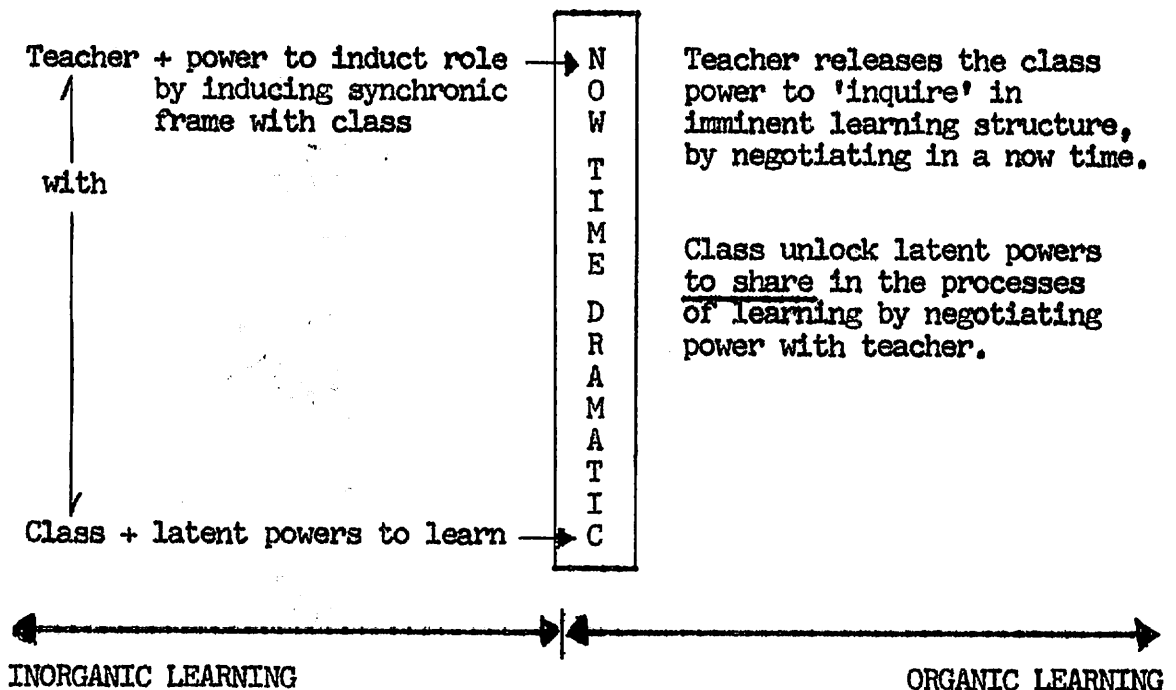 Teacher + power to induct role
by inducing synchronic
frame with class
with
Class + latent powers to learn
N
O
W
T
I
M
E
D
R
A
M
A
T
I
C
Teacher releases the class
power to 'inquire' in
imminent learning structure,
by negotiating in a now time.
Class unlock latent powers
to share in the processes
of learning by negotiating
power with teacher.
INORGANIC LEARNING
ORGANIC LEARNING